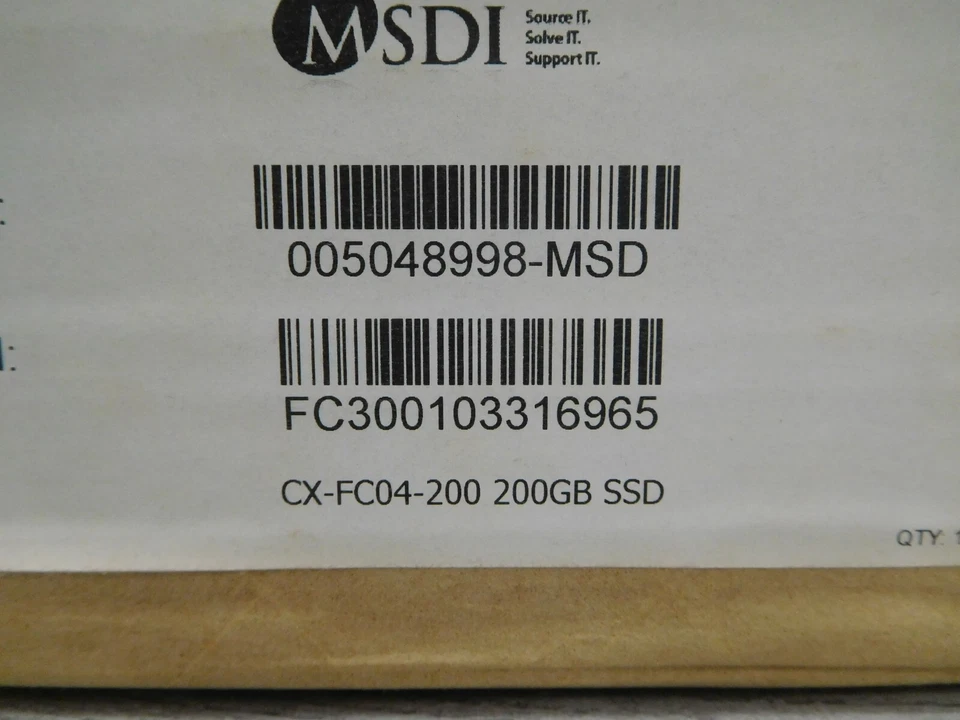 MSDI
Source IT.
Solve IT.
Support IT.
005048998-MSD
FC300103316965
CX-FC04-200 200GB SSD
QTY: 1